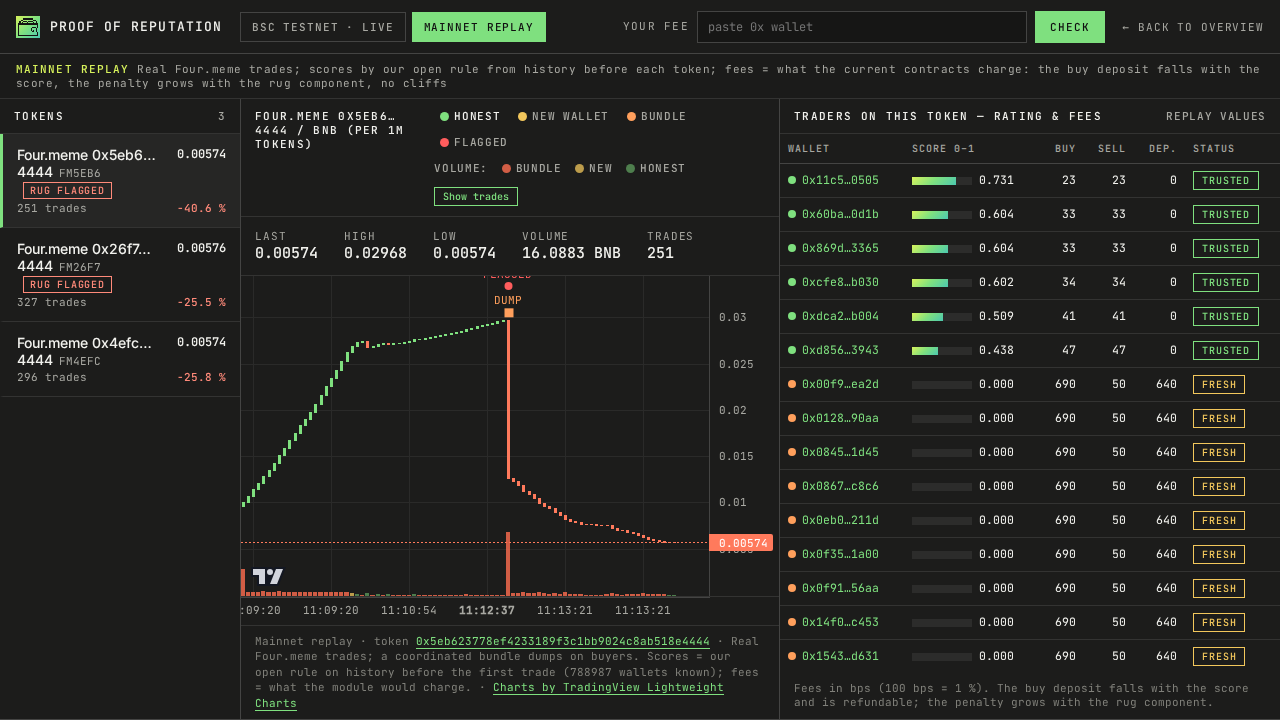 PROOF OF REPUTATION
BSC TESTNET · LIVE
MAINNET REPLAY
YOUR FEE
paste 0x wallet
CHECK
← BACK TO OVERVIEW
MAINNET REPLAY Real Four.meme trades; scores by our open rule from history before each token; fees = what the current contracts charge: the buy deposit falls with the
score, the penalty grows with the rug component, no cliffs
TOKENS 3
Four.meme 0x5eb6… 0.00574
4444 FM5EB6
RUG FLAGGED
251 trades -40.6 %
Four.meme 0x26f7… 0.00576
4444 FM26F7
RUG FLAGGED
327 trades -25.5 %
Four.meme 0x4efc… 0.00574
4444 FM4EFC
296 trades -25.8 %
FOUR.MEME 0X5EB6…
4444 / BNB (PER 1M
TOKENS)
HONEST NEW WALLET BUNDLE
FLAGGED
VOLUME: BUNDLE NEW HONEST
Show trades
LAST HIGH LOW VOLUME TRADES
0.00574 0.02968 0.00574 16.0883 BNB 251
DUMP
0.03
0.025
0.02
0.015
0.01
0.00574
:09:20 11:09:20 11:10:54 11:12:37 11:13:21 11:13:21
Mainnet replay · token 0x5eb623778ef4233189f3c1bb9024c8ab518e4444 · Real
Four.meme trades; a coordinated bundle dumps on buyers. Scores = our
open rule on history before the first trade (788987 wallets known); fees
= what the module would charge. · Charts by TradingView Lightweight
Charts
TRADERS ON THIS TOKEN — RATING & FEES REPLAY VALUES
WALLET SCORE 0–1 BUY SELL DEP. STATUS
0x11c5…0505 0.731 23 23 0 TRUSTED
0x60ba…0d1b 0.604 33 33 0 TRUSTED
0x869d…3365 0.604 33 33 0 TRUSTED
0xcfe8…b030 0.602 34 34 0 TRUSTED
0xdca2…b004 0.509 41 41 0 TRUSTED
0xd856…3943 0.438 47 47 0 TRUSTED
0x00f9…ea2d 0.000 690 50 640 FRESH
0x0128…90aa 0.000 690 50 640 FRESH
0x0845…1d45 0.000 690 50 640 FRESH
0x0867…c8c6 0.000 690 50 640 FRESH
0x0eb0…211d 0.000 690 50 640 FRESH
0x0f35…1a00 0.000 690 50 640 FRESH
0x0f91…56aa 0.000 690 50 640 FRESH
0x14f0…c453 0.000 690 50 640 FRESH
0x1543…d631 0.000 690 50 640 FRESH
Fees in bps (100 bps = 1 %). The buy deposit falls with the score
and is refundable; the penalty grows with the rug component.